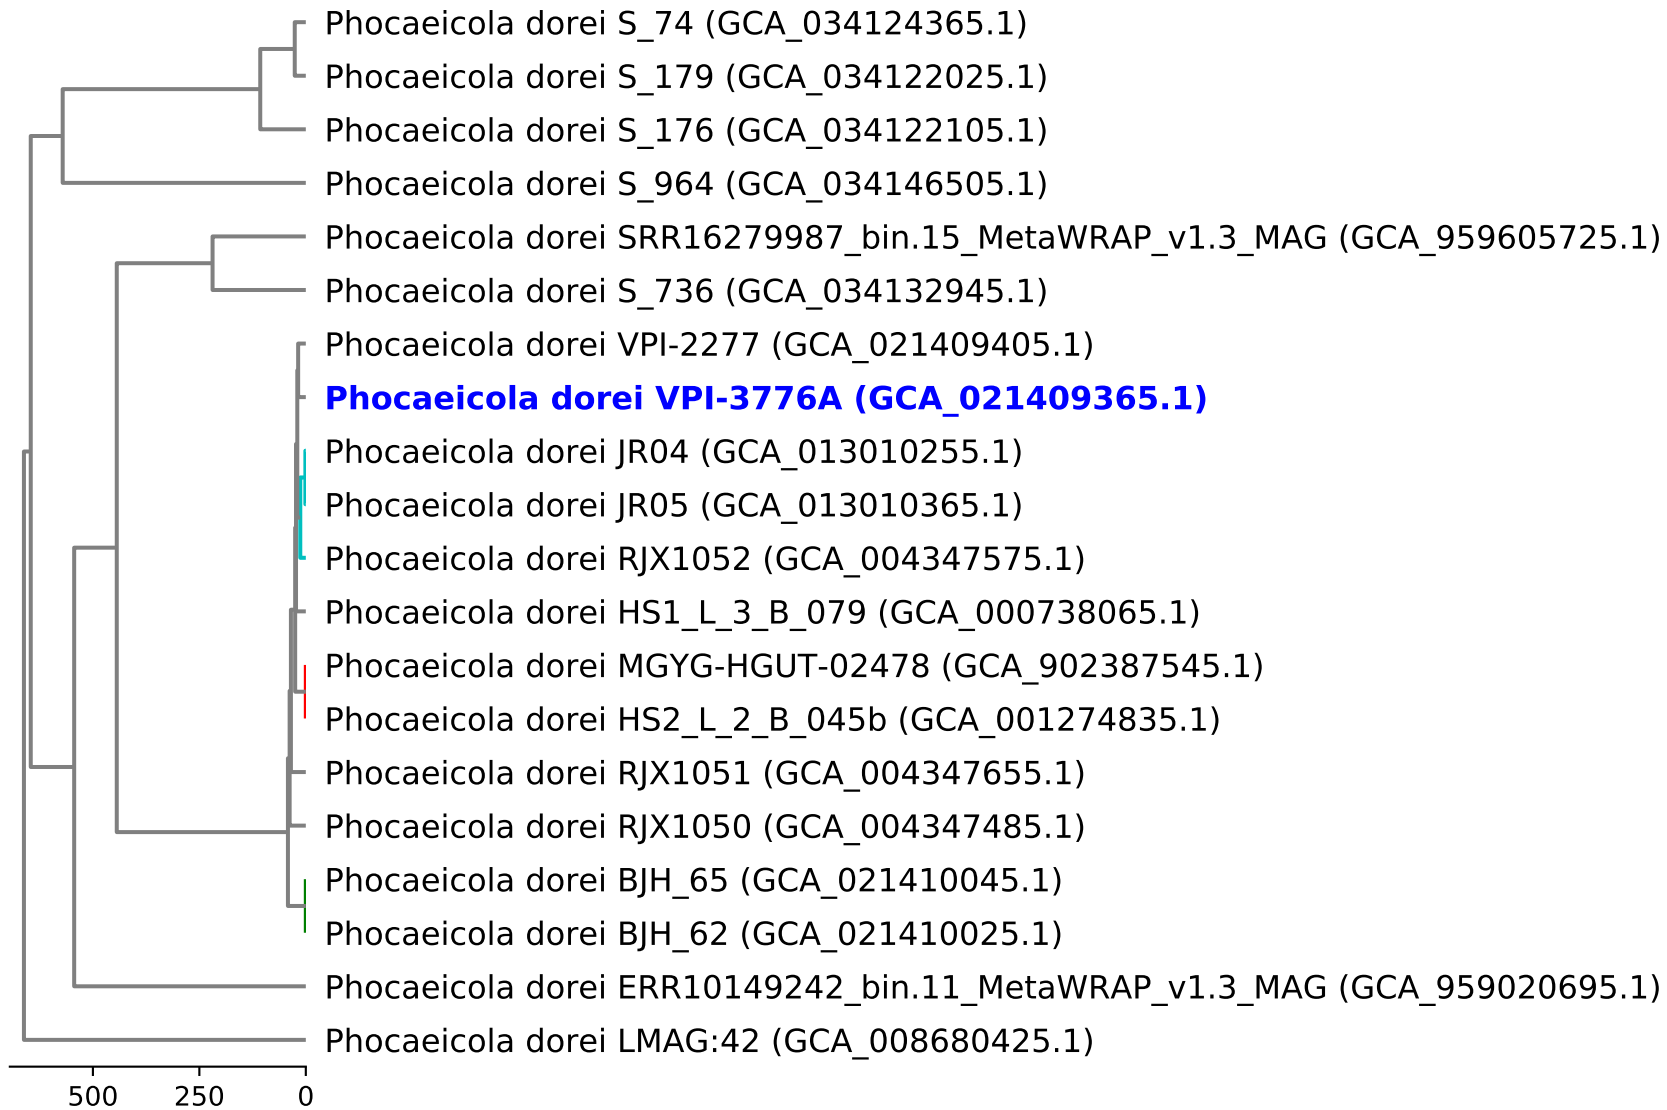 Phocaeicola dorei S_74 (GCA_034124365.1)
Phocaeicola dorei S_179 (GCA_034122025.1)
Phocaeicola dorei S_176 (GCA_034122105.1)
Phocaeicola dorei S_964 (GCA_034146505.1)
Phocaeicola dorei SRR16279987_bin.15_MetaWRAP_v1.3_MAG (GCA_959605725.1)
Phocaeicola dorei S_736 (GCA_034132945.1)
Phocaeicola dorei VPI-2277 (GCA_021409405.1)
Phocaeicola dorei VPI-3776A (GCA_021409365.1)
Phocaeicola dorei JR04 (GCA_013010255.1)
Phocaeicola dorei JR05 (GCA_013010365.1)
Phocaeicola dorei RJX1052 (GCA_004347575.1)
Phocaeicola dorei HS1_L_3_B_079 (GCA_000738065.1)
Phocaeicola dorei MGYG-HGUT-02478 (GCA_902387545.1)
Phocaeicola dorei HS2_L_2_B_045b (GCA_001274835.1)
Phocaeicola dorei RJX1051 (GCA_004347655.1)
Phocaeicola dorei RJX1050 (GCA_004347485.1)
Phocaeicola dorei BJH_65 (GCA_021410045.1)
Phocaeicola dorei BJH_62 (GCA_021410025.1)
Phocaeicola dorei ERR10149242_bin.11_MetaWRAP_v1.3_MAG (GCA_959020695.1)
Phocaeicola dorei LMAG:42 (GCA_008680425.1)
500 250 0